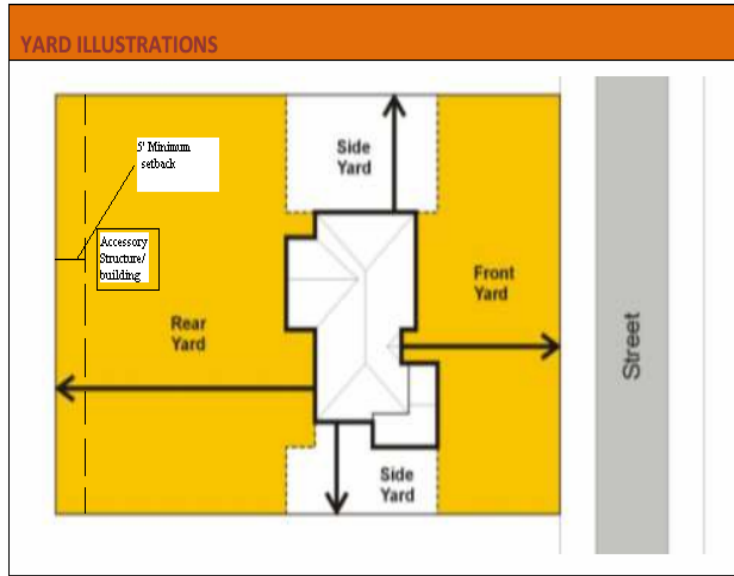 YARD ILLUSTRATIONS
5' Minimum
setback
Side
Yard
Accessory
Structure/
building
Front
Yard
Rear
Yard
Street
Side
Yard